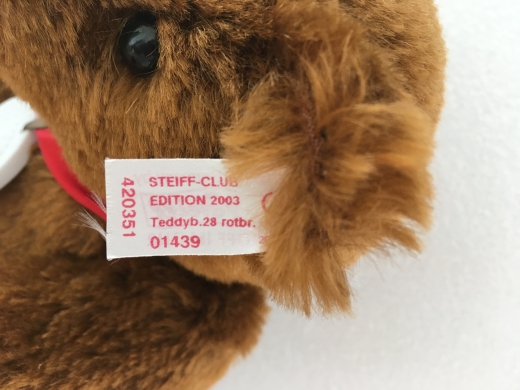 STEIFF-CLUB
EDITION 2003
Teddyb.28 rotbr.
01439
420351